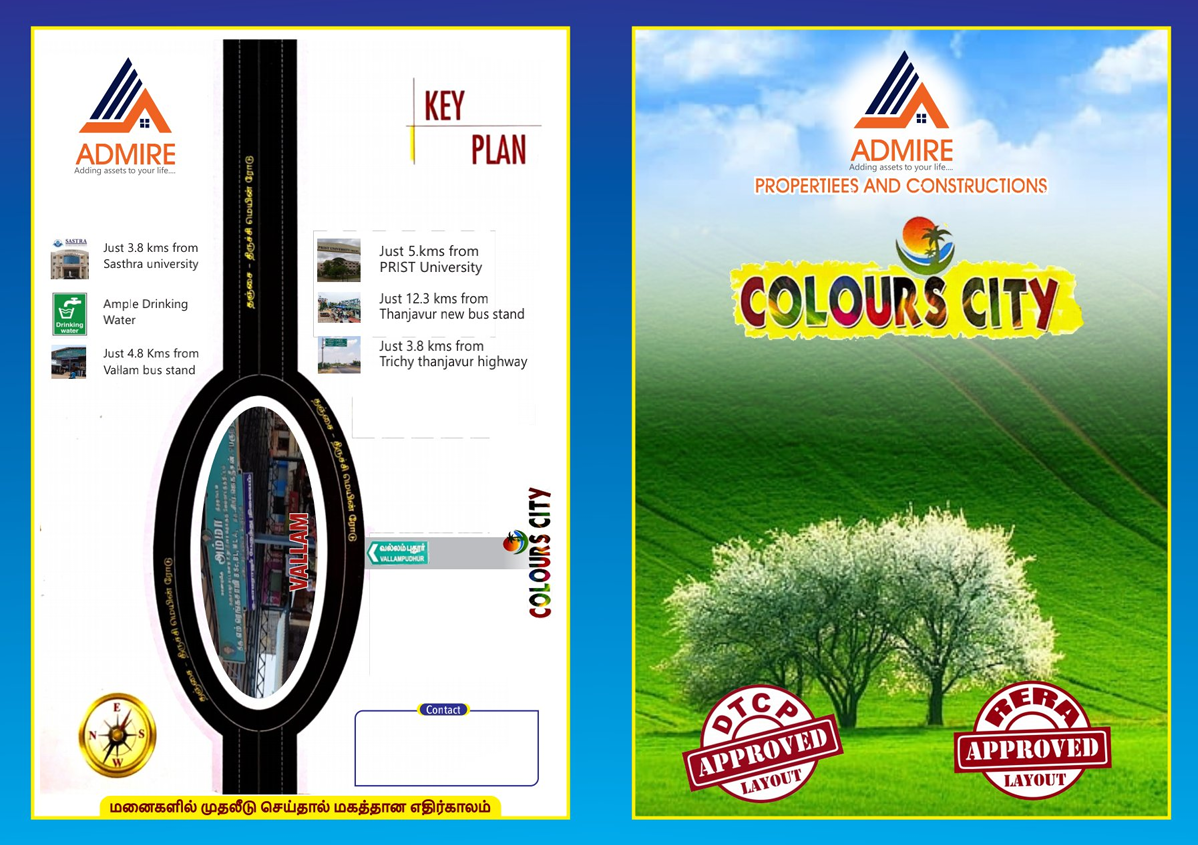 ADMIRE
Adding assets to your life....
KEY
PLAN
SASTRA
Just 3.8 kms from
Sasthra university
Drinking
water
Ample Drinking
Water
Just 4.8 Kms from
Vallam bus stand
Just 5.kms from
PRIST University
Just 12.3 kms from
Thanjavur new bus stand
Just 3.8 kms from
Trichy thanjavur highway
தஞ்சை - திருச்சி மெயின் ரோடு
தஞ்சை - திருச்சி மெயின் ரோடு
தஞ்சை - திருச்சி மெயின் ரோடு
அம்மா
VALLAM
வல்லம்புதூர்
VALLAMPUDHUR
COLOURS CITY
E
N S
W
Contact
மனைகளில் முதலீடு செய்தால் மகத்தான எதிர்காலம்
ADMIRE
Adding assets to your life....
PROPERTIEES AND CONSTRUCTIONS
COLOURS CITY
DTCP
APPROVED
LAYOUT
RERA
APPROVED
LAYOUT